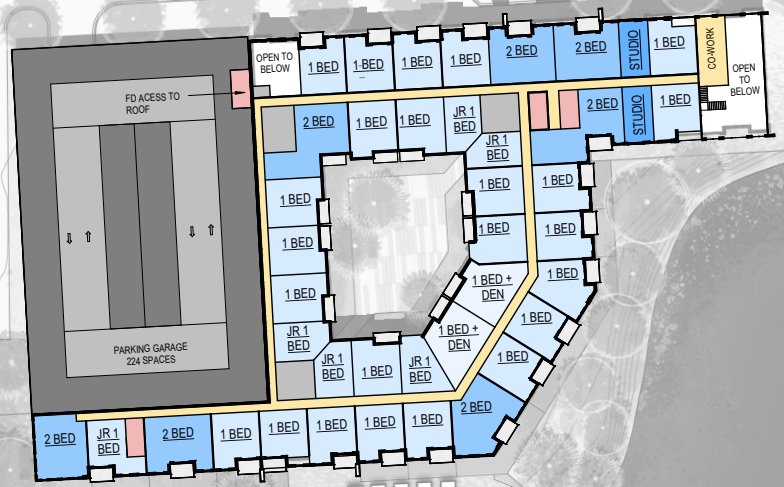 OPEN TO
BELOW
1 BED
1-BED
1 BED
1 BED
2 BED
2 BED
STUDIO
1 BED
CO-WORK
OPEN
TO
BELOW
FD ACESS TO
ROOF
2 BED
1 BED
1 BED
JR 1
BED
JR 1
BED
2 BED
STUDIO
1 BED
1 BED
1 BED
1 BED
1 BED
1 BED
1 BED
1 BED
1 BED +
DEN
1 BED
1 BED
1 BED +
DEN
1 BED
JR 1
BED
JR 1
BED
1 BED
JR 1
BED
1 BED
PARKING GARAGE
224 SPACES
2 BED
JR 1
BED
2 BED
1 BED
1 BED
1 BED
1 BED
1 BED
2 BED